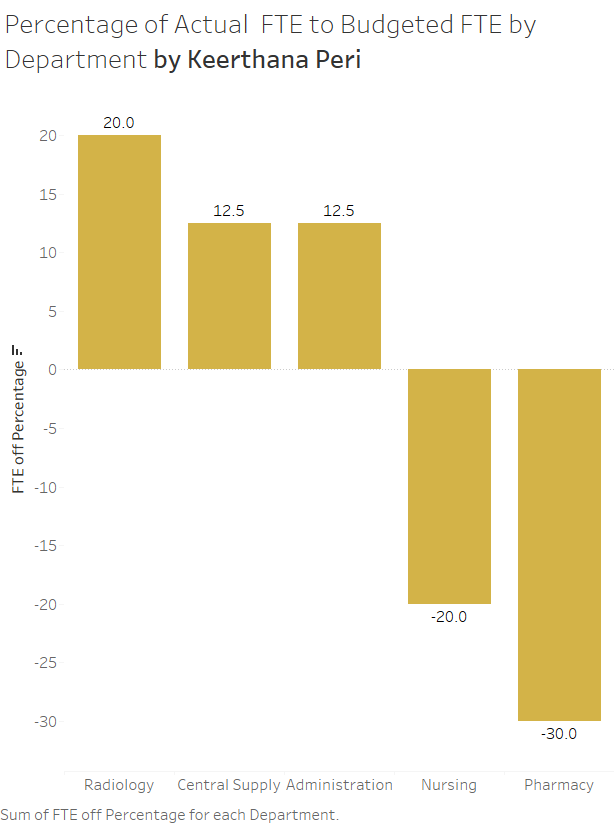 Percentage of Actual  FTE to Budgeted FTE by
Department by Keerthana Peri
20.0
20
12.5
12.5
15
10
5
0
-5
-10
-15
-20
-25
-30
FTE off Percentage
-20.0
-30.0
Radiology
Central Supply
Administration
Nursing
Pharmacy
Sum of FTE off Percentage for each Department.